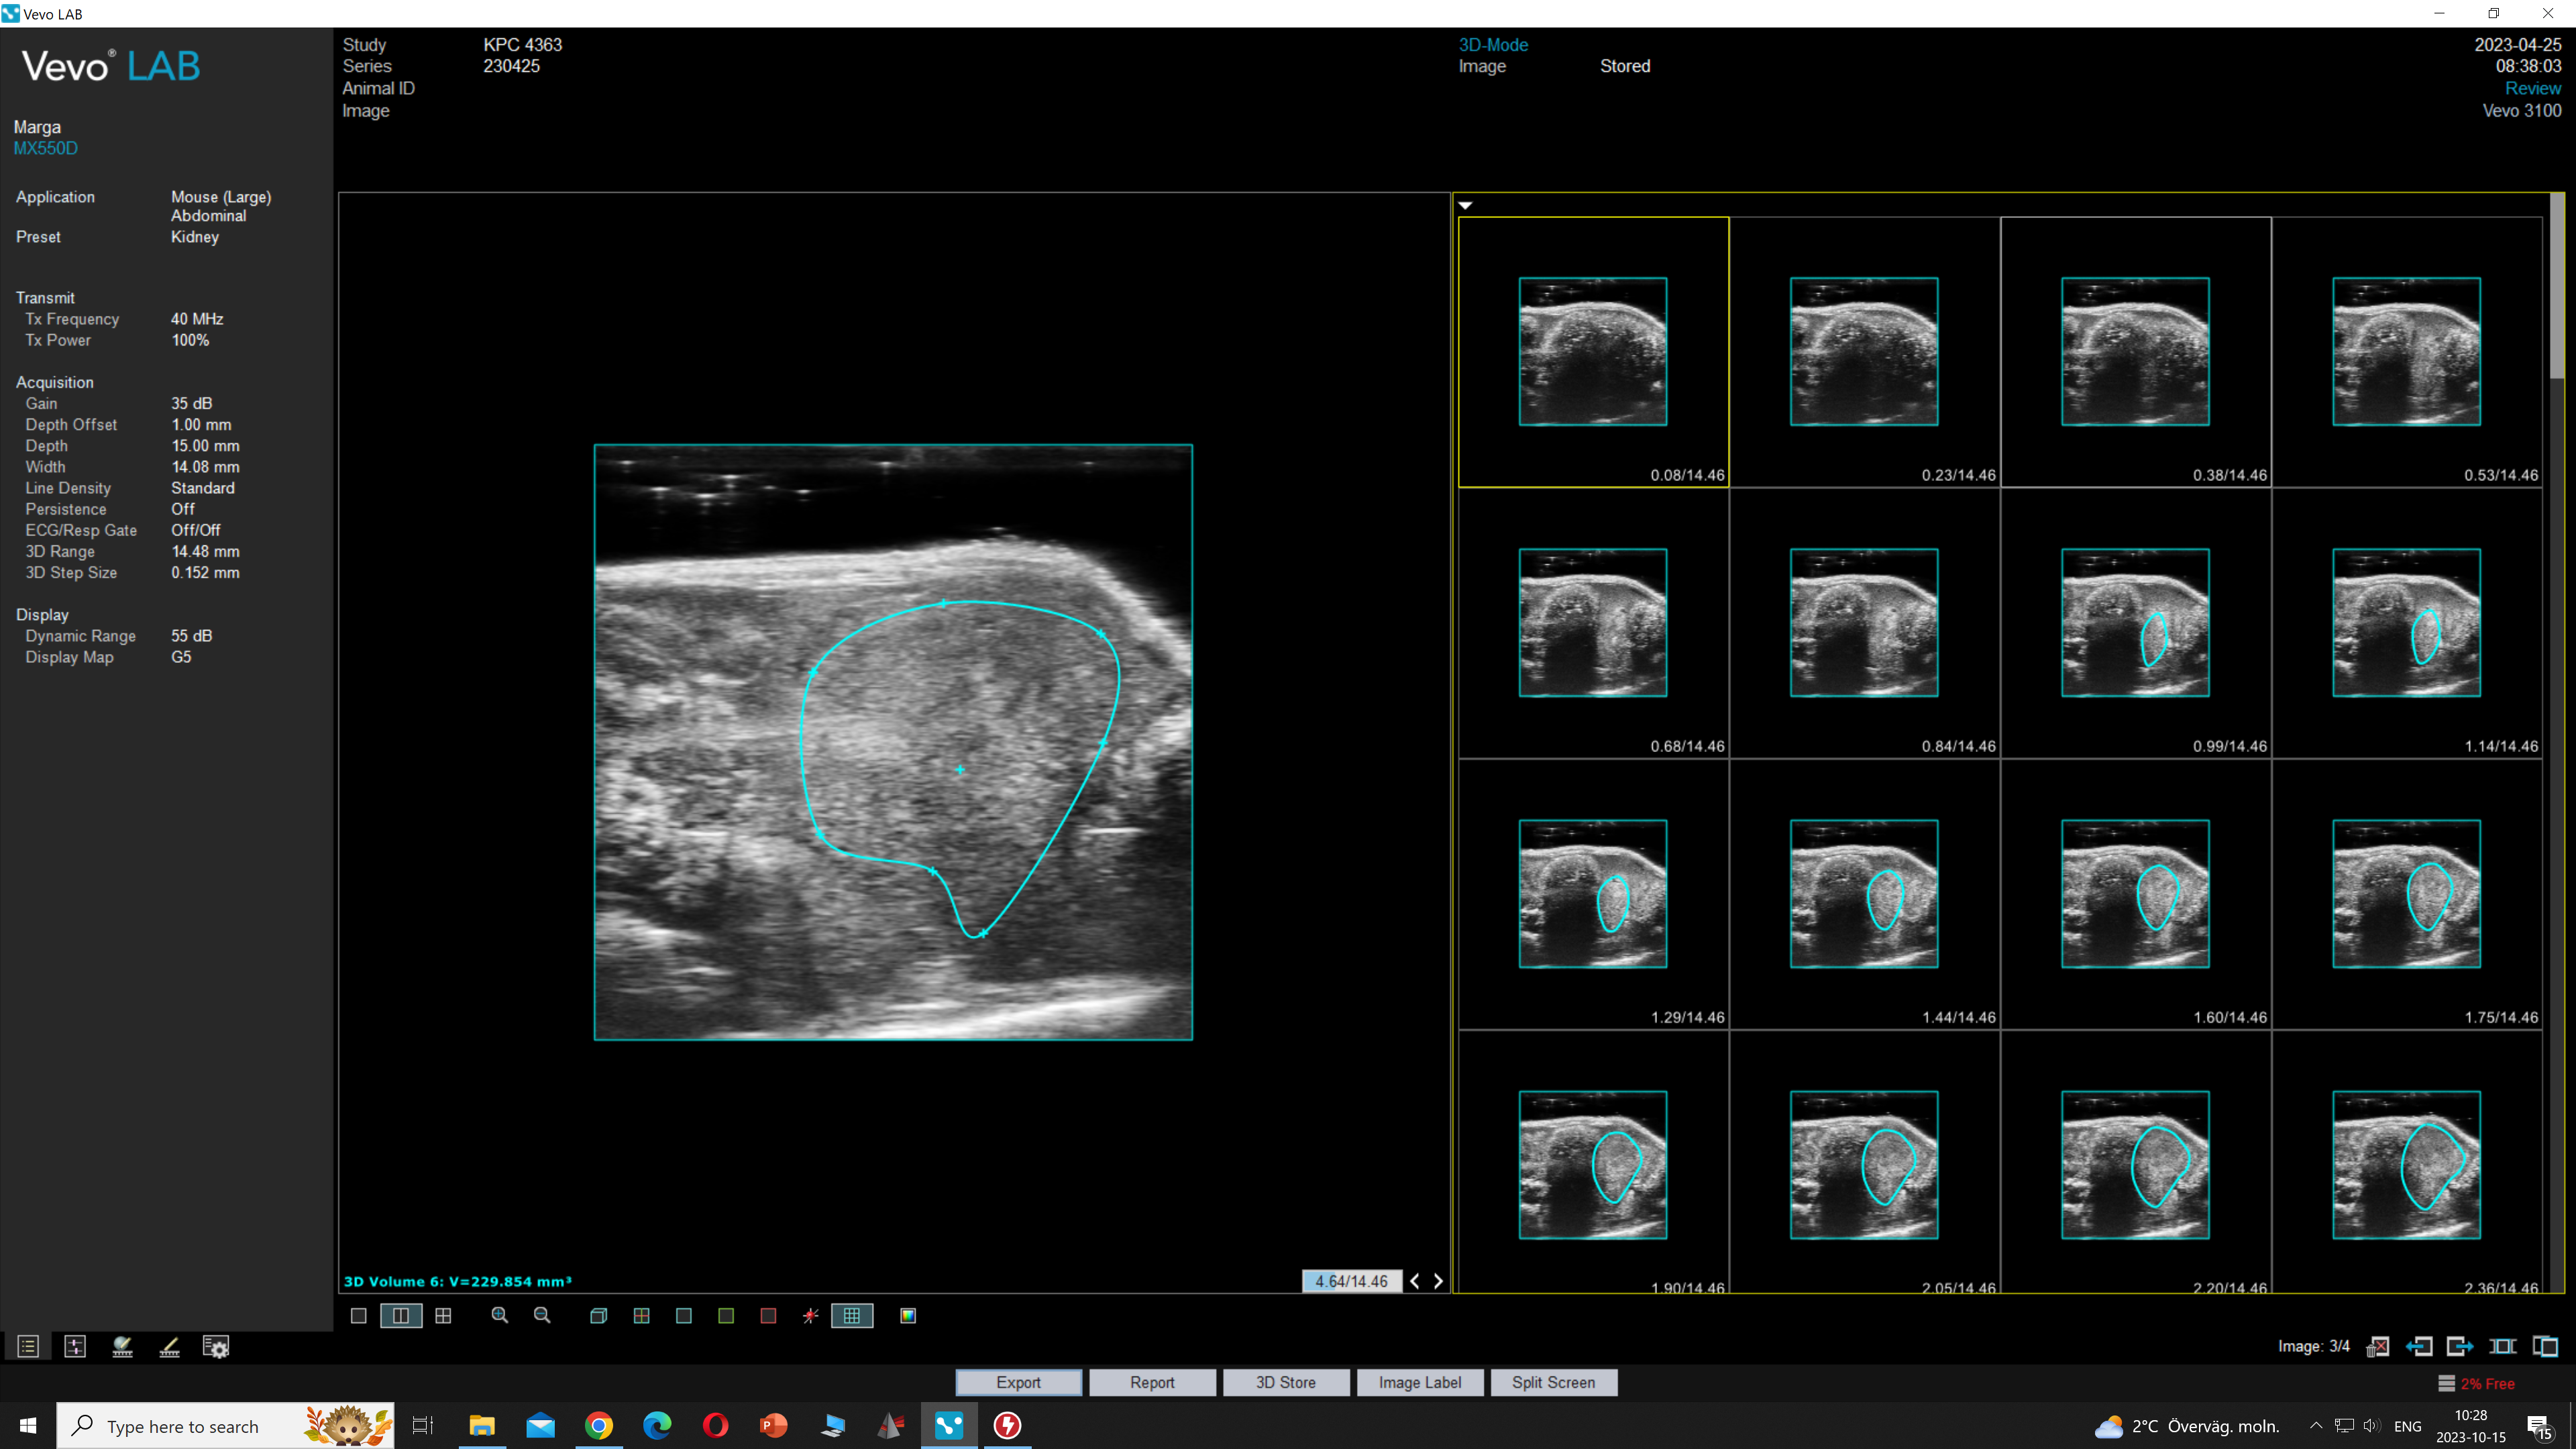 Vevo LAB
Vevo® LAB
Marga
MX550D
Application Mouse (Large)
Abdominal
Preset Kidney
Transmit
Tx Frequency 40 MHz
Tx Power 100%
Acquisition
Gain 35 dB
Depth Offset 1.00 mm
Depth 15.00 mm
Width 14.08 mm
Line Density Standard
Persistence Off
ECG/Resp Gate Off/Off
3D Range 14.48 mm
3D Step Size 0.152 mm
Display
Dynamic Range 55 dB
Display Map G5
Study KPC 4363
Series 230425
Animal ID
Image
3D-Mode
Image Stored
2023-04-25
08:38:03
Review
Vevo 3100
3D Volume 6: V=229.854 mm³
4.64/14.46
0.08/14.46 0.23/14.46 0.38/14.46 0.53/14.46
0.68/14.46 0.84/14.46 0.99/14.46 1.14/14.46
1.29/14.46 1.44/14.46 1.60/14.46 1.75/14.46
1.90/14.46 2.05/14.46 2.20/14.46 2.36/14.46
Image: 3/4
Export Report 3D Store Image Label Split Screen
2% Free
Type here to search
P
2°C Överväg. moln.
ENG
10:28
2023-10-15
15